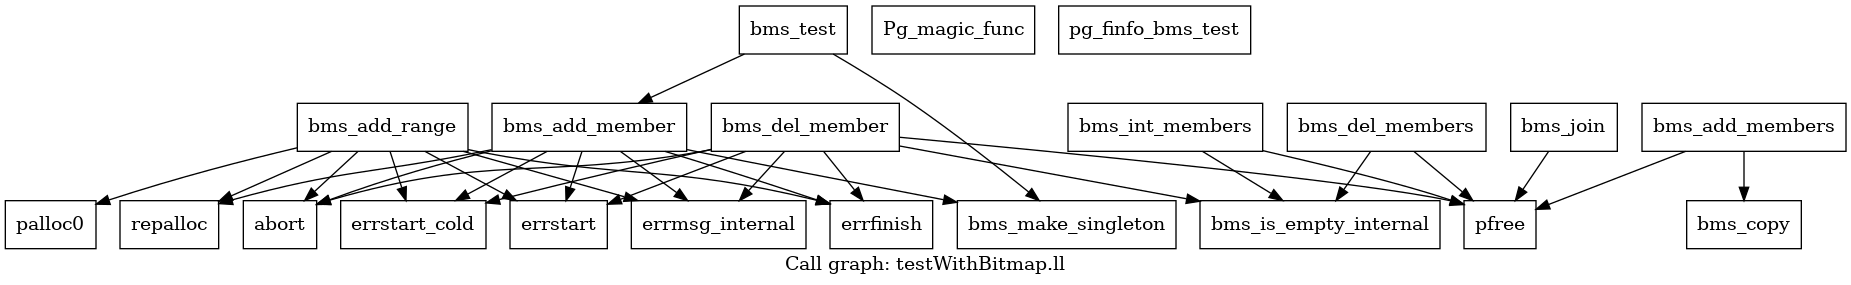 bms_test
Pg_magic_func
pg_finfo_bms_test
bms_add_range
bms_add_member
bms_del_member
bms_int_members
bms_del_members
bms_join
bms_add_members
palloc0
repalloc
abort
errstart_cold
errstart
errmsg_internal
errfinish
bms_make_singleton
bms_is_empty_internal
pfree
bms_copy
Call graph: testWithBitmap.ll